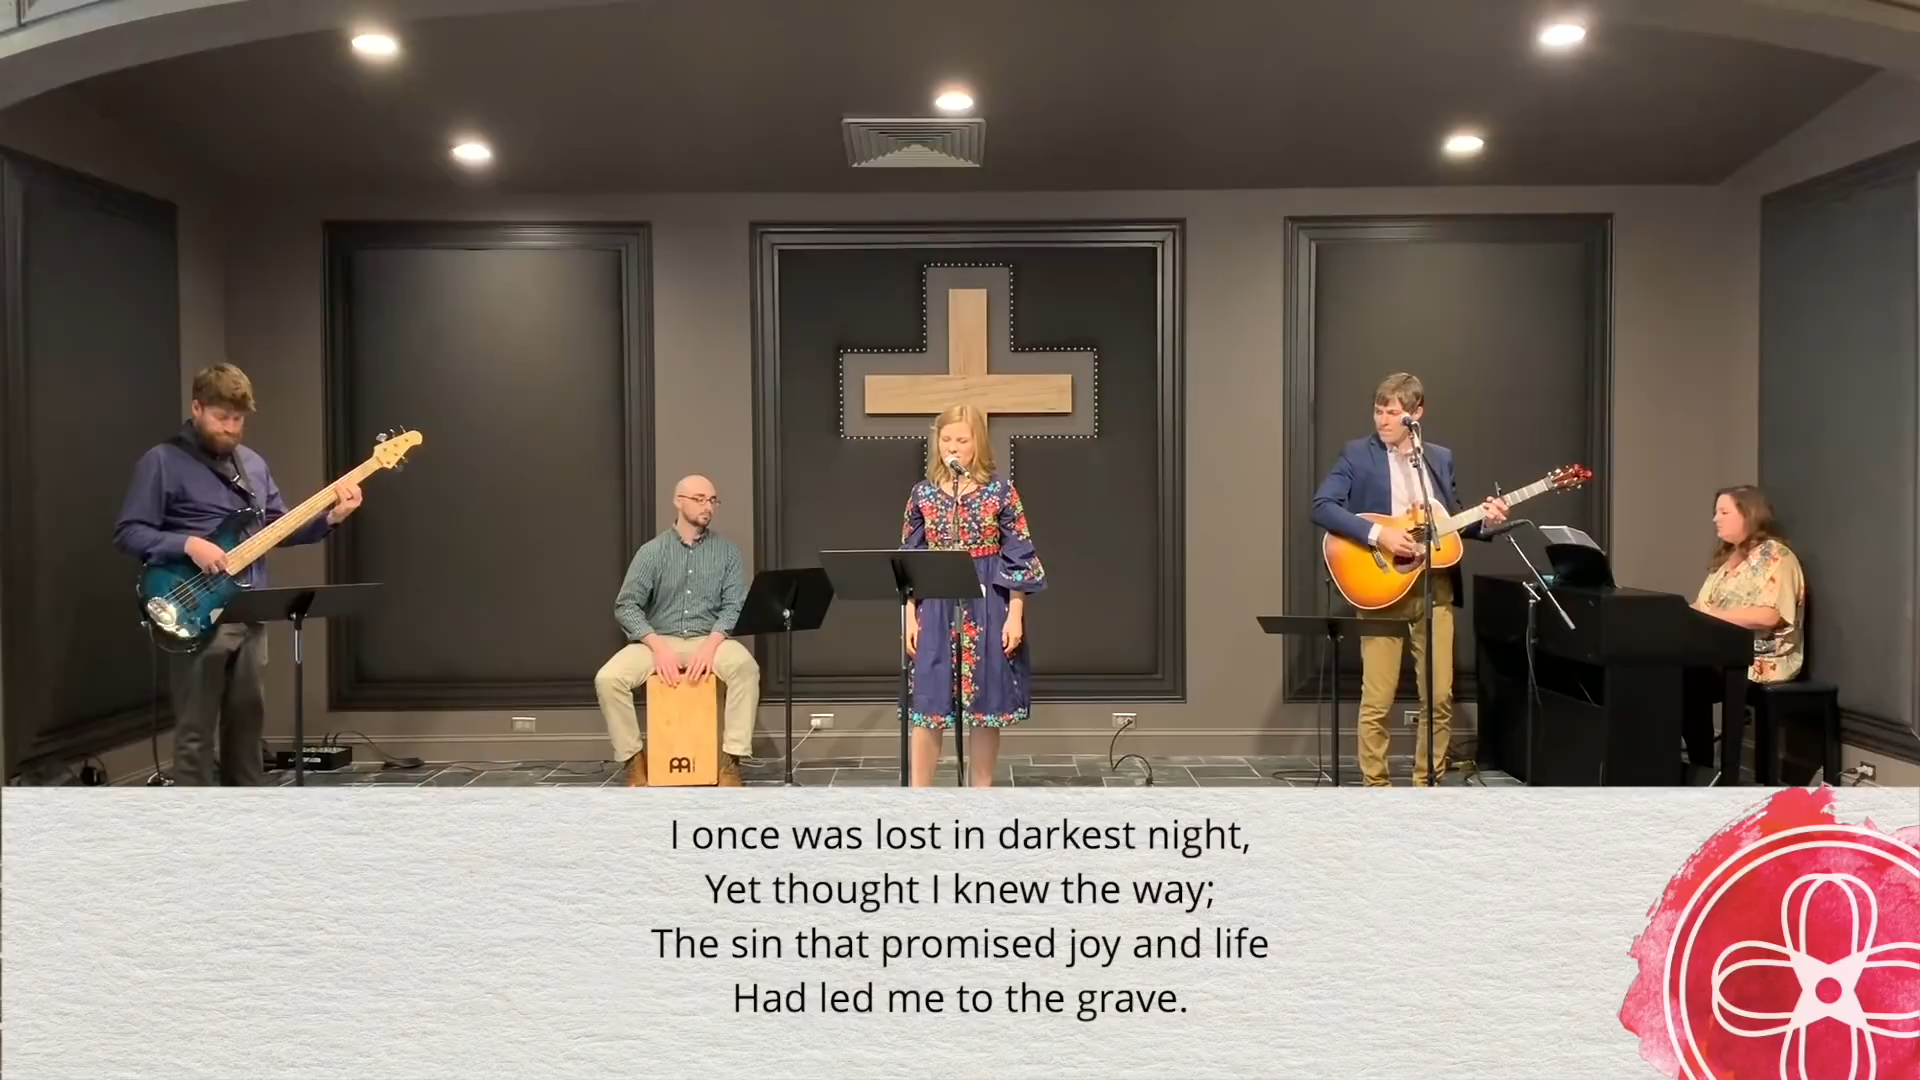 I once was lost in darkest night,
Yet thought I knew the way;
The sin that promised joy and life
Had led me to the grave.